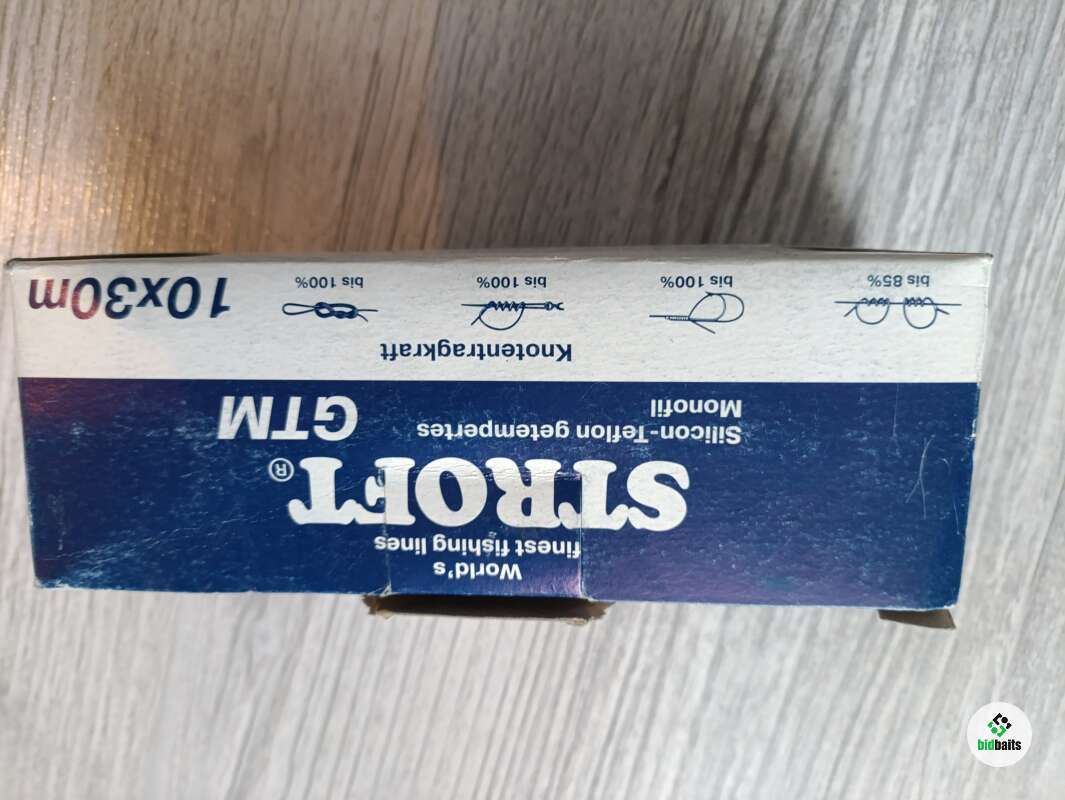 World's
finest fishing lines
STROFT®
Silicon-Teflon getempertes
Monofil
GTM
Knotentragkraft
bis 85%
bis 100%
bis 100%
bis 100%
10x30m
bidbaits